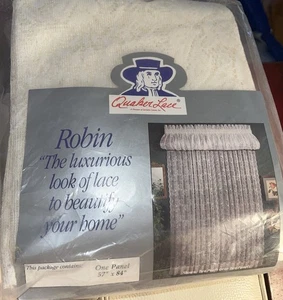 Quaker Lace
Robin
"The luxurious
look of lace
to beautify
your home"
This package contains:
One Panel
57" x 84"